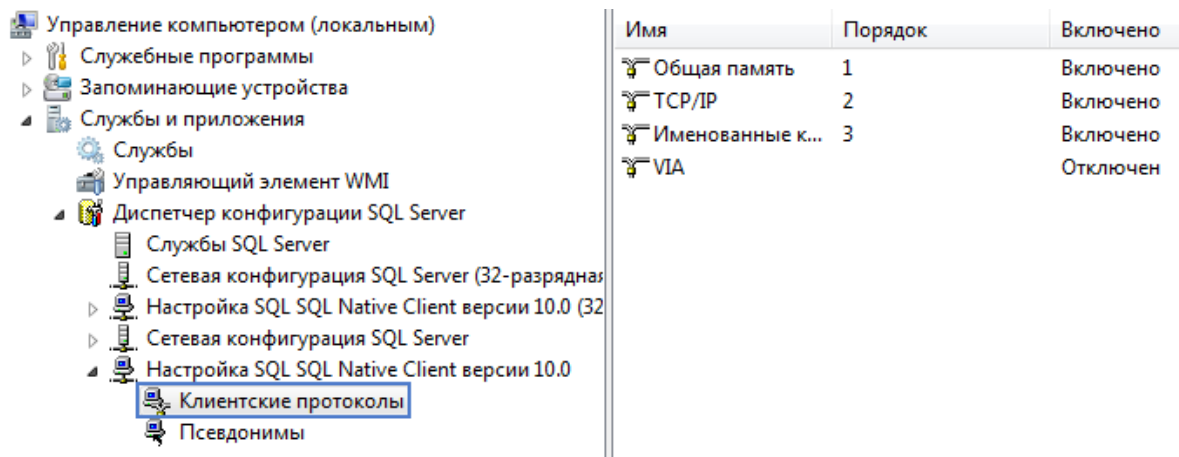 Управление компьютером (локальным)
Служебные программы
Запоминающие устройства
Службы и приложения
Службы
Управляющий элемент WMI
Диспетчер конфигурации SQL Server
Службы SQL Server
Сетевая конфигурация SQL Server (32-разрядная
Настройка SQL SQL Native Client версии 10.0 (32
Сетевая конфигурация SQL Server
Настройка SQL SQL Native Client версии 10.0
Клиентские протоколы
Псевдонимы
Имя Порядок Включено
Общая память 1 Включено
TCP/IP 2 Включено
Именованные к... 3 Включено
VIA Отключен